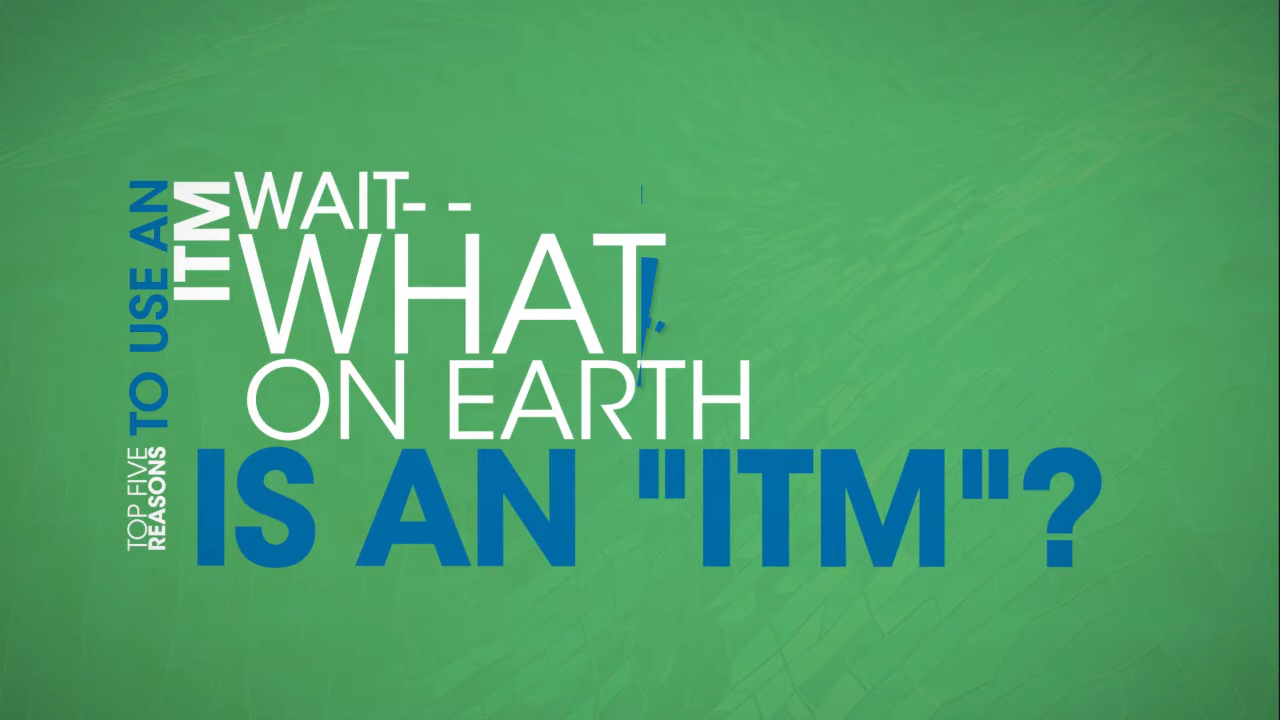 TOP FIVE
REASONS
TO USE AN
ITM
WAIT- -
WHAT
ON EARTH
IS AN "ITM"?